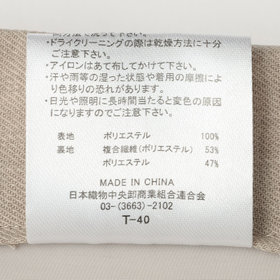 ・ドライクリーニングの際は乾燥方法に十分
ご注意下さい。
・アイロンはあて布してかけて下さい。
・汗や雨等の湿った状態や着用の摩擦によ
り色移りの恐れがあります。
・日光や照明に長時間当たると変色の原因
になりますのでご注意下さい。
表地 ポリエステル 100%
裏地 複合繊維(ポリエステル) 53%
ポリエステル 47%
MADE IN CHINA
日本織物中央卸商業組合連合会
03-(3663)-2102
T-40